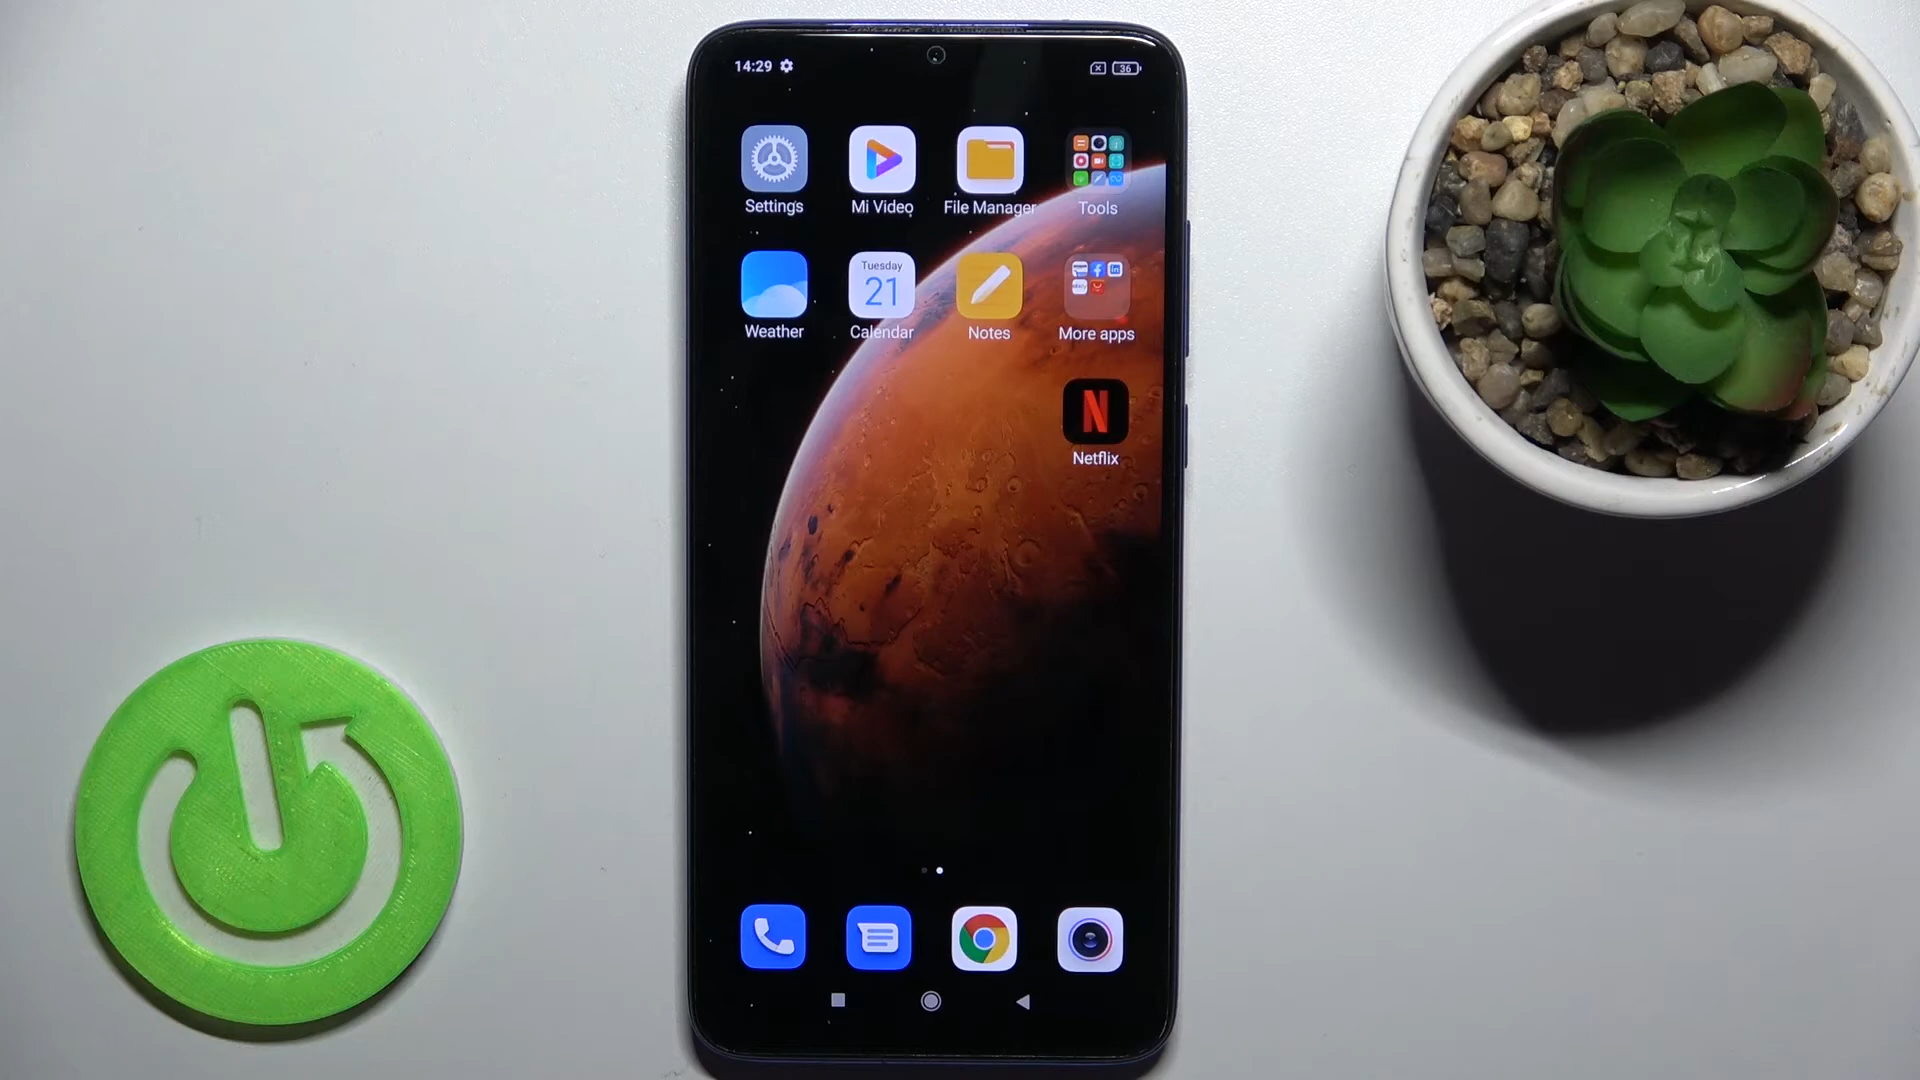 14:29
36
Settings
Mi Video
File Manager
Tools
Tuesday
21
Weather
Calendar
Notes
More apps
N
Netflix